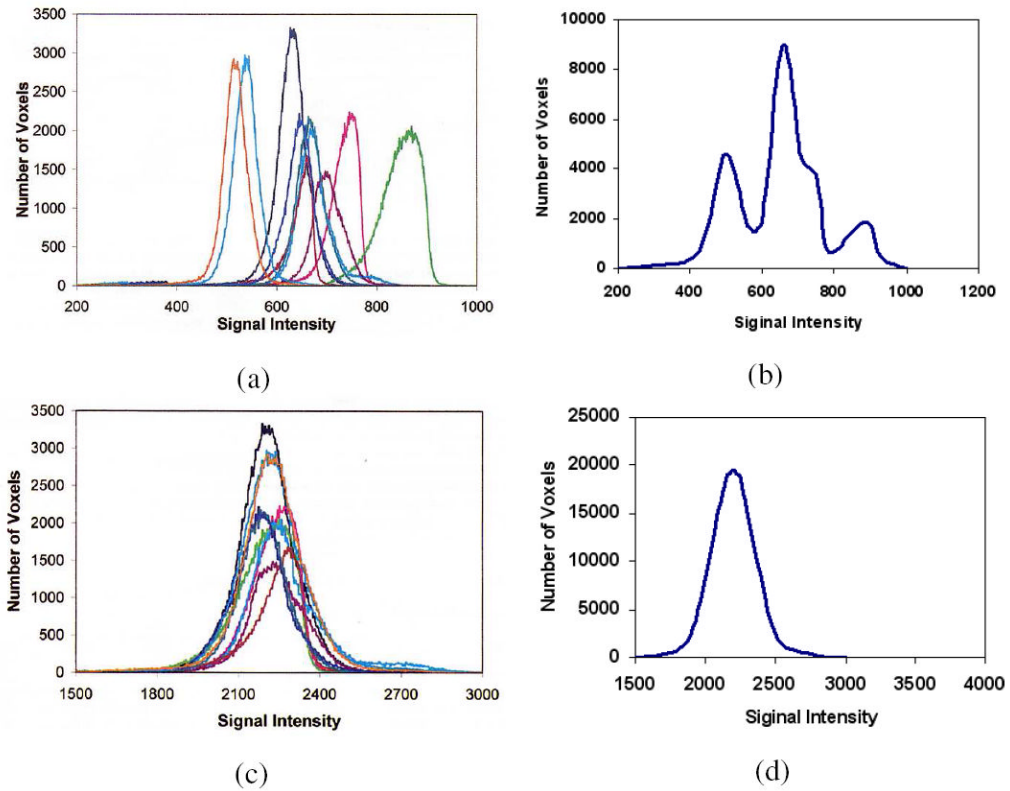 3500
3000
2500
2000
1500
1000
500
0
Number of Voxels
200 400 600 800 1000
Signal Intensity
(a)
10000
8000
6000
4000
2000
0
Number of Voxels
200 400 600 800 1000 1200
Siginal Intensity
(b)
3500
3000
2500
2000
1500
1000
500
0
Number of Voxels
1500 1800 2100 2400 2700 3000
Signal Intensity
(c)
25000
20000
15000
10000
5000
0
Number of Voxels
1500 2000 2500 3000 3500 4000
Siginal Intensity
(d)